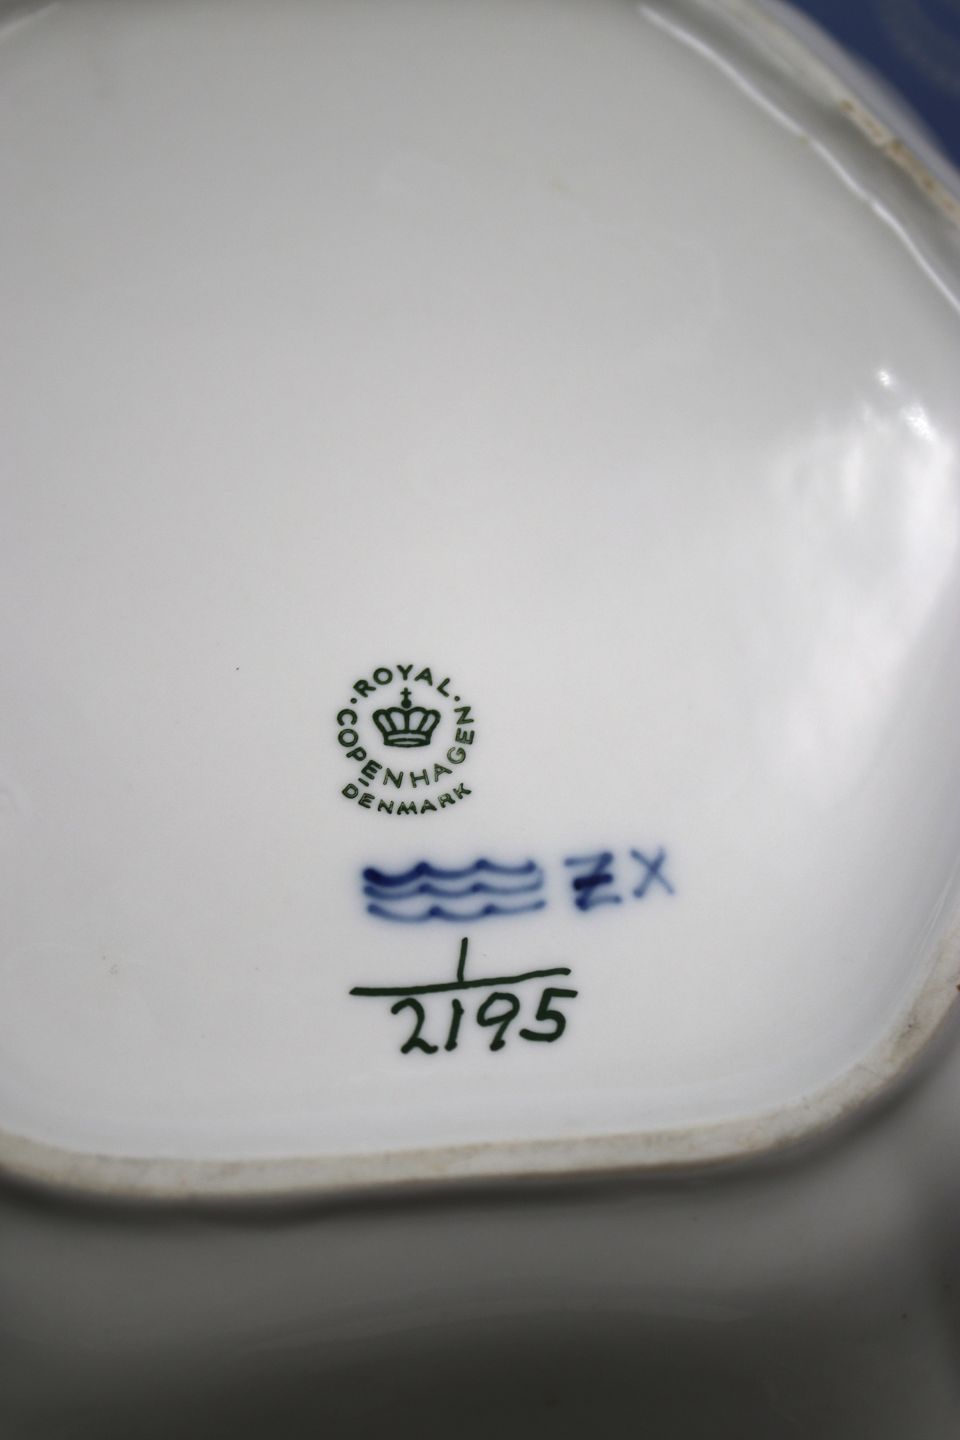 ROYAL
COPENHAGEN
DENMARK
ZX
1
2195